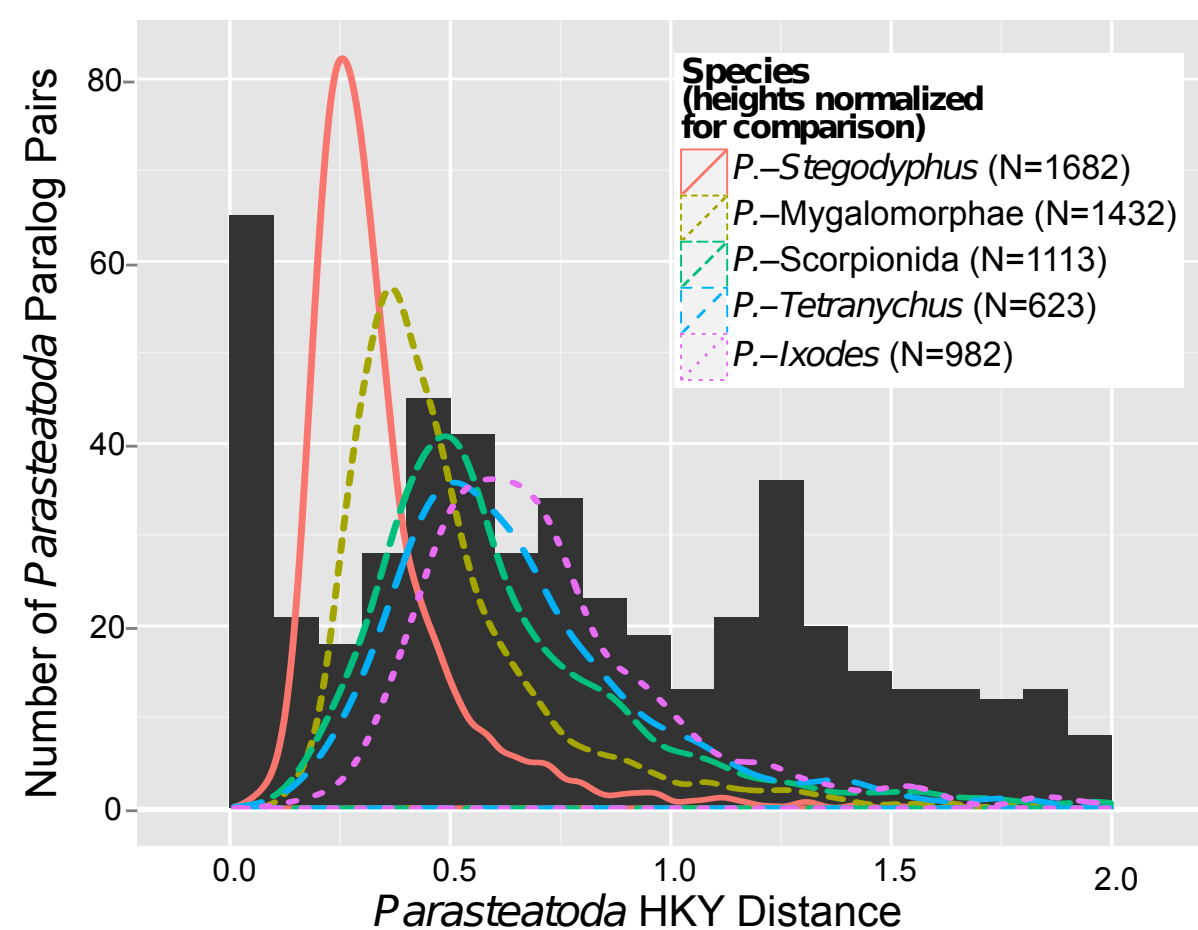 Number of Parasteatoda Paralog Pairs
80
60
40
20
0
Species
(heights normalized
for comparison)
P.–Stegodyphus (N=1682)
P.–Mygalomorphae (N=1432)
P.–Scorpionida (N=1113)
P.–Tetranychus (N=623)
P.–Ixodes (N=982)
0.0 0.5 1.0 1.5 2.0
Parasteatoda HKY Distance